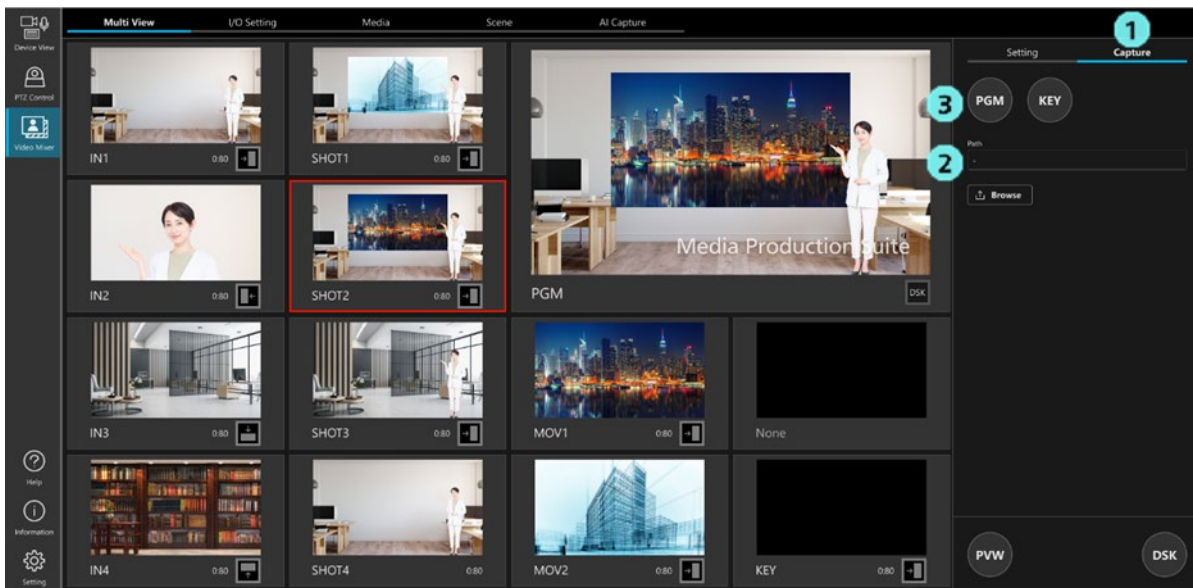 Device View
PTZ Control
Video Mixer
Help
Information
Setting
Multi View
I/O Setting
Media
Scene
AI Capture
IN1 0:80
SHOT1 0:80
IN2 0:80
SHOT2 0:80
Media Production Suite
PGM DSK
IN3 0:80
SHOT3 0:80
MOV1 0:80
None
IN4 0:80
SHOT4 0:80
MOV2 0:80
KEY 0:80
1
Setting Capture
3 PGM KEY
Path
2 -
Browse
PVW DSK